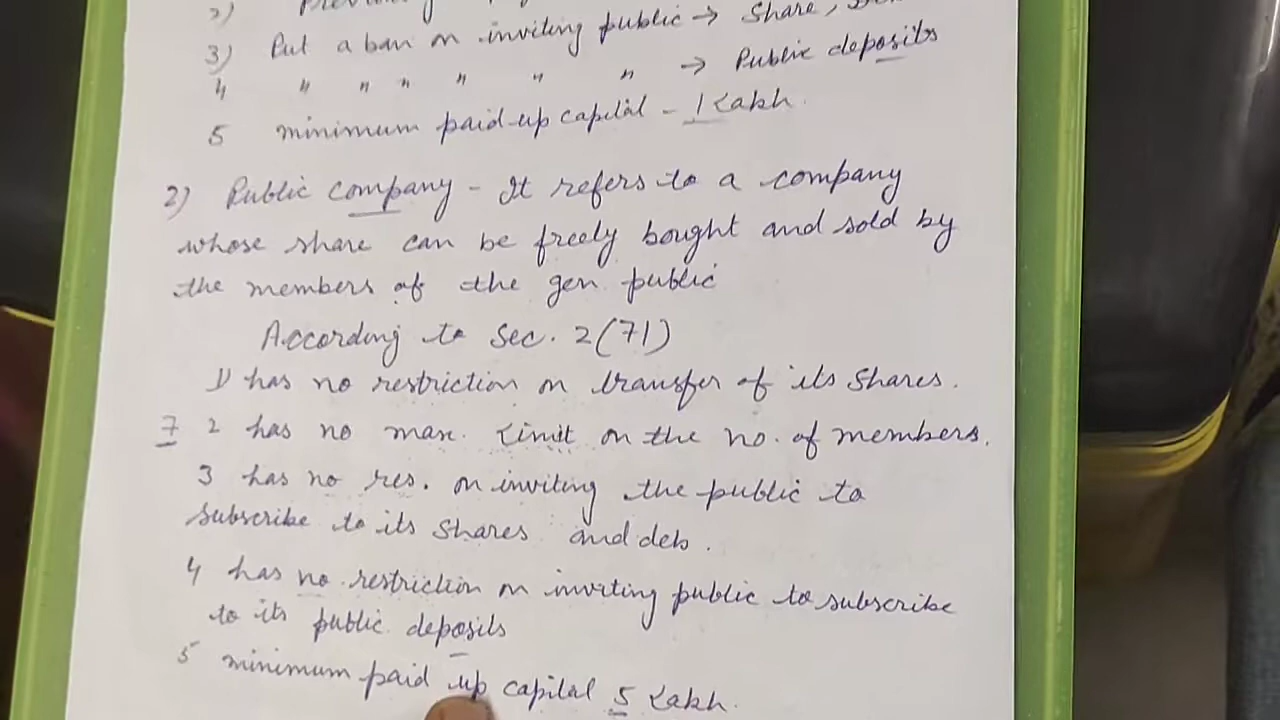 2)
3) Put a ban on inviting public → Share,
4 " " " " " " → Public deposits
5 minimum paid-up capital - 1 Lakh.
2) Public company - It refers to a company
whose share can be freely bought and sold by
the members of the gen public
According to Sec. 2(71)
1) has no restriction on transfer of its Shares.
7 2 has no max. Limit on the no. of members.
3 has no res. on inviting the public to
subscribe to its shares and deb.
4 has no restriction on inviting public to subscribe
to its public deposits
5 minimum paid up capital 5 Lakh.